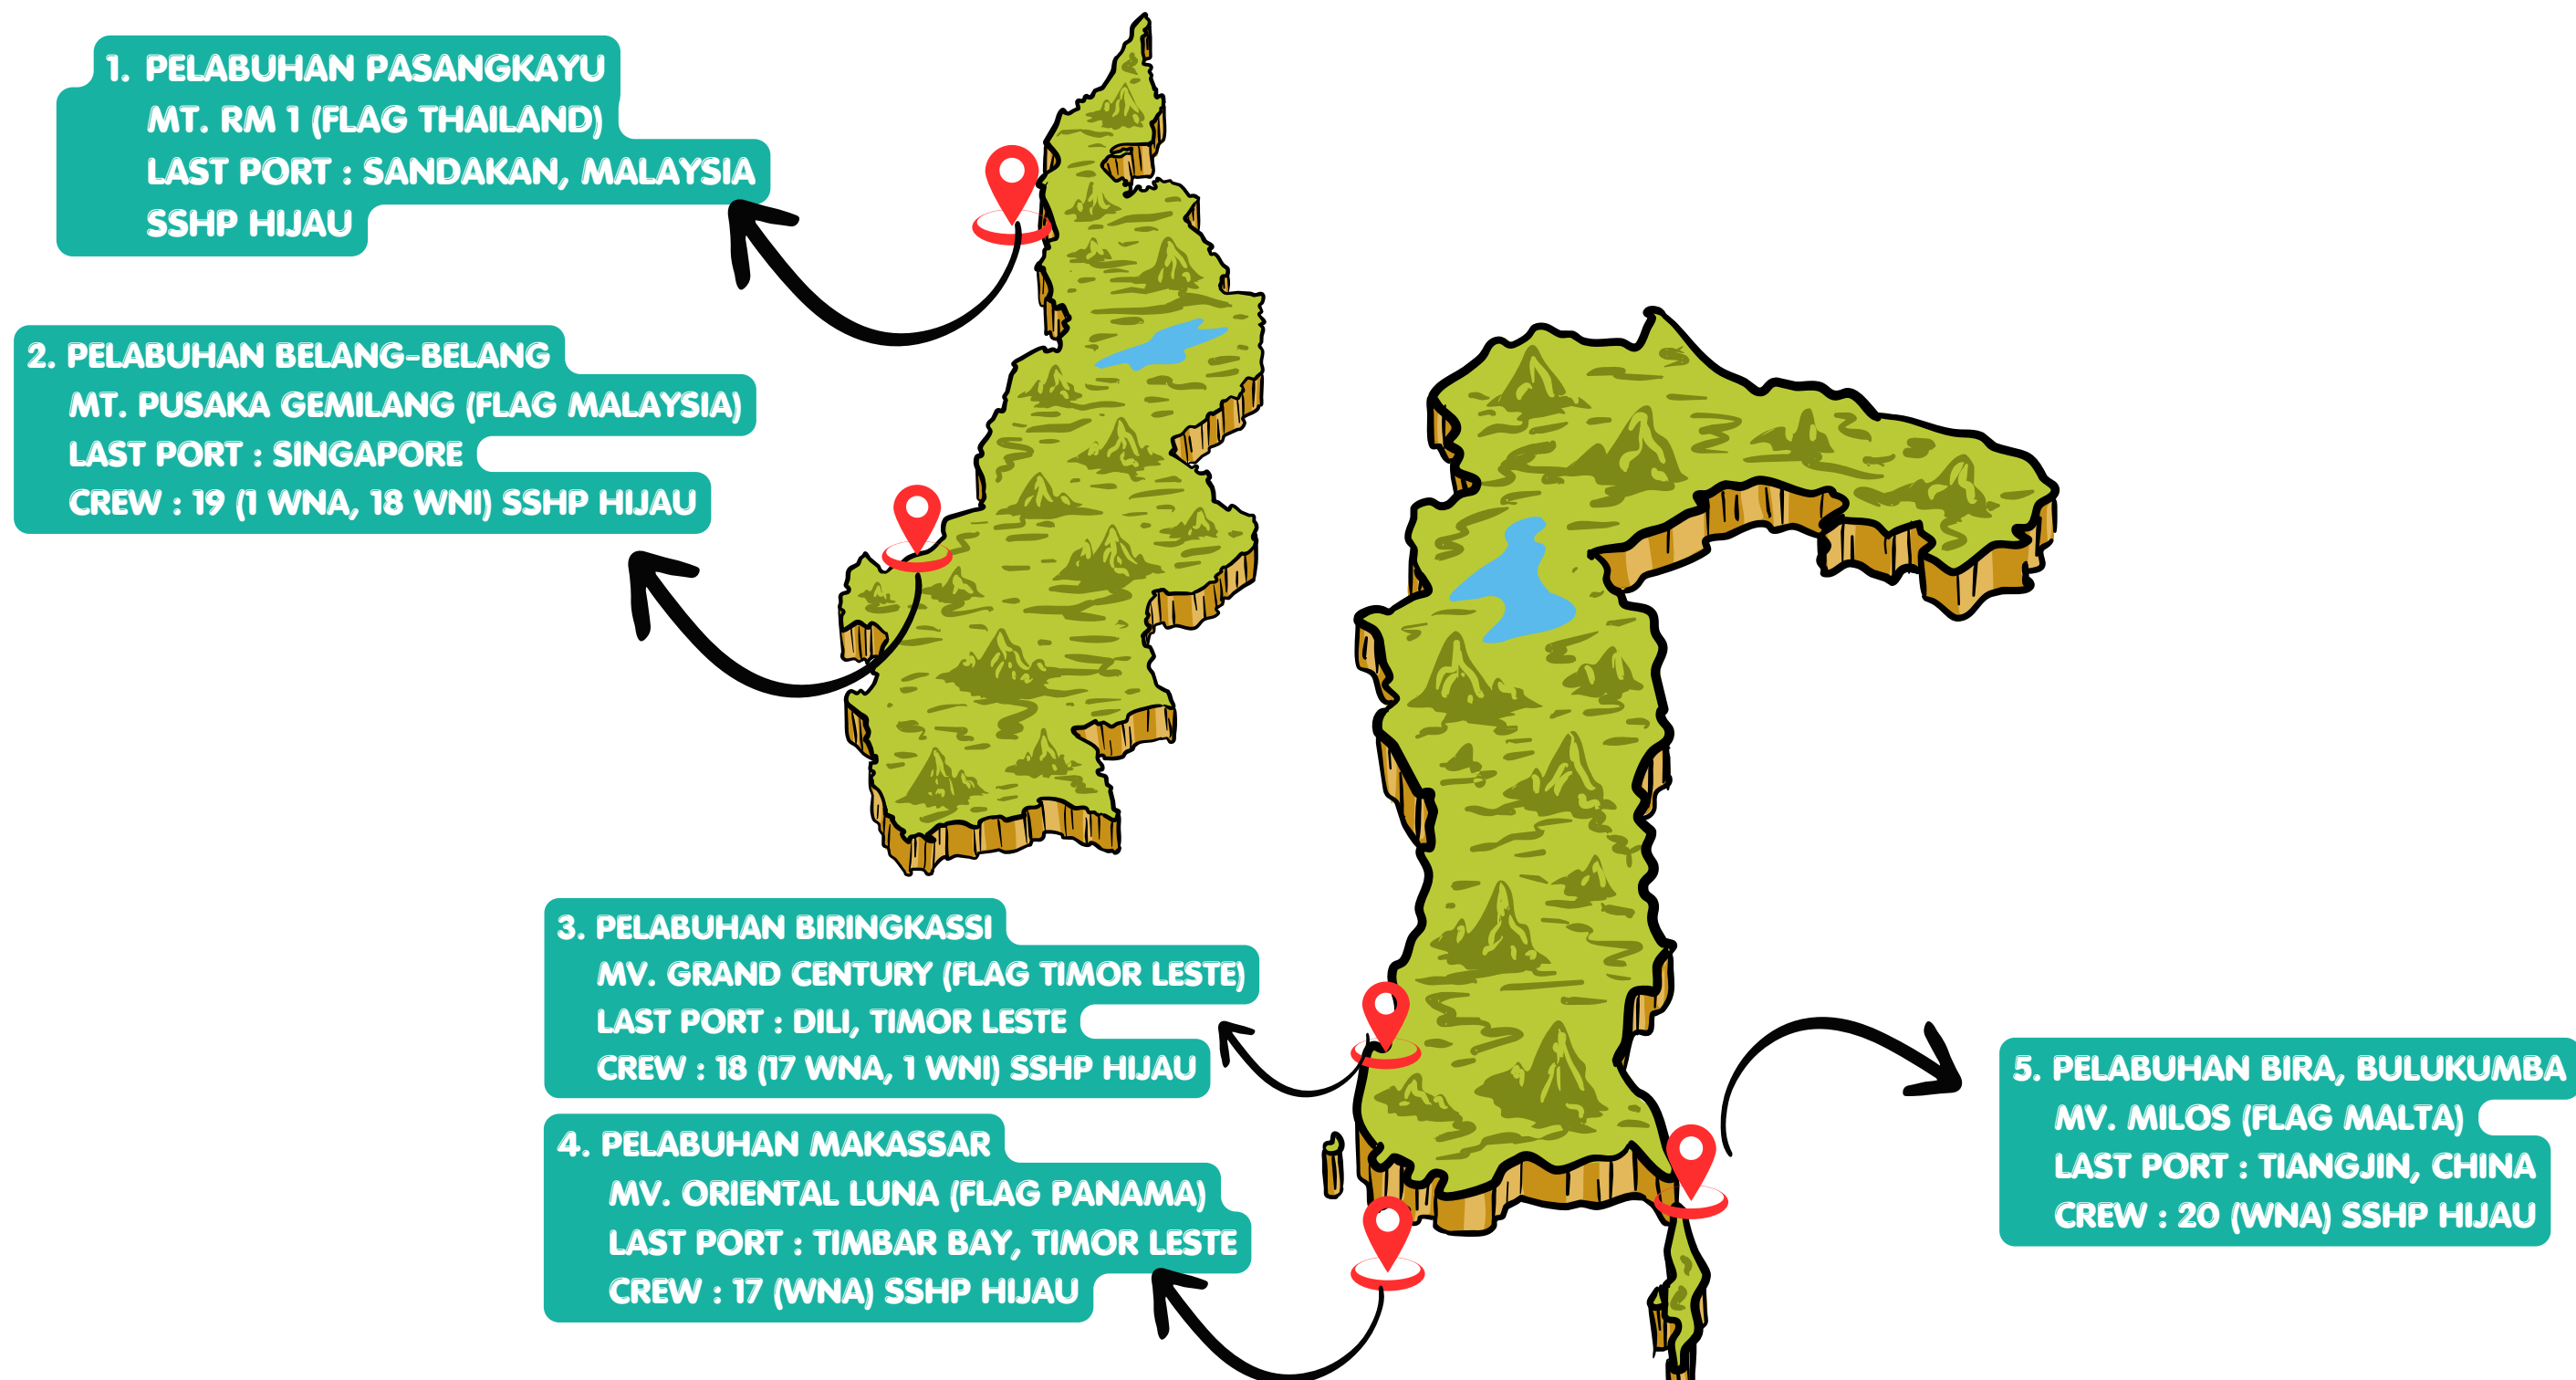 1. PELABUHAN PASANGKAYU
MT. RM 1 (FLAG THAILAND)
LAST PORT : SANDAKAN, MALAYSIA
SSHP HIJAU
2. PELABUHAN BELANG-BELANG
MT. PUSAKA GEMILANG (FLAG MALAYSIA)
LAST PORT : SINGAPORE
CREW : 19 (1 WNA, 18 WNI) SSHP HIJAU
3. PELABUHAN BIRINGKASSI
MV. GRAND CENTURY (FLAG TIMOR LESTE)
LAST PORT : DILI, TIMOR LESTE
CREW : 18 (17 WNA, 1 WNI) SSHP HIJAU
4. PELABUHAN MAKASSAR
MV. ORIENTAL LUNA (FLAG PANAMA)
LAST PORT : TIMBAR BAY, TIMOR LESTE
CREW : 17 (WNA) SSHP HIJAU
5. PELABUHAN BIRA, BULUKUMBA
MV. MILOS (FLAG MALTA)
LAST PORT : TIANGJIN, CHINA
CREW : 20 (WNA) SSHP HIJAU